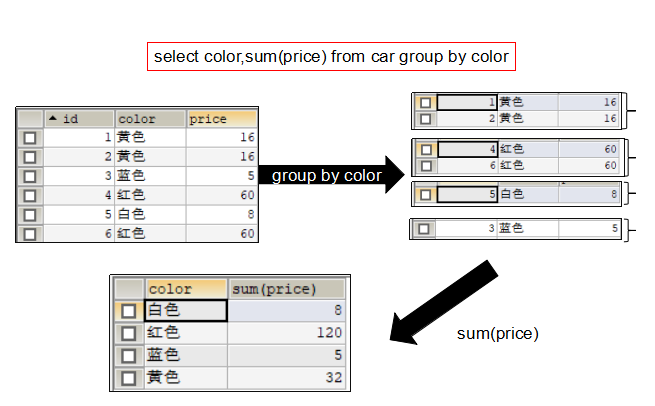 select color,sum(price) from car group by color
id color price
1 黄色 16
2 黄色 16
3 蓝色 5
4 红色 60
5 白色 8
6 红色 60
group by color
1 黄色 16
2 黄色 16
4 红色 60
6 红色 60
5 白色 8
3 蓝色 5
sum(price)
color sum(price)
白色 8
红色 120
蓝色 5
黄色 32